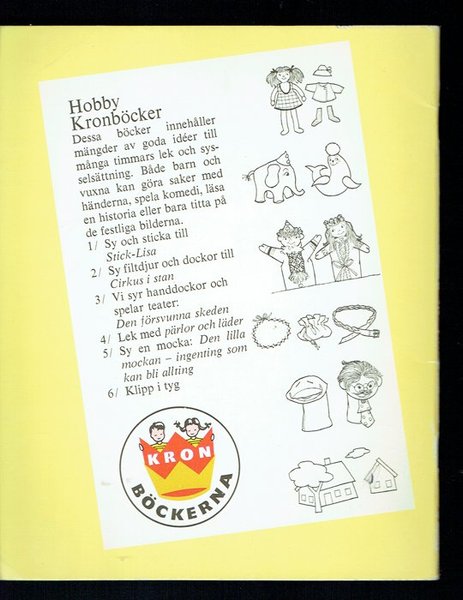 Hobby
Kronböcker
Dessa böcker innehåller
mängder av goda idéer till
många timmars lek och sys-
selsättning. Både barn och
vuxna kan göra saker med
händerna, spela komedi, läsa
en historia eller bara titta på
de festliga bilderna.
1/ Sy och sticka till
Stick-Lisa
2/ Sy filtdjur och dockor till
Cirkus i stan
3/ Vi syr handdockor och
spelar teater:
Den försvunna skeden
4/ Lek med pärlor och läder
5/ Sy en mocka: Den lilla
mockan – ingenting som
kan bli allting
6/ Klipp i tyg
KRON
BÖCKERNA